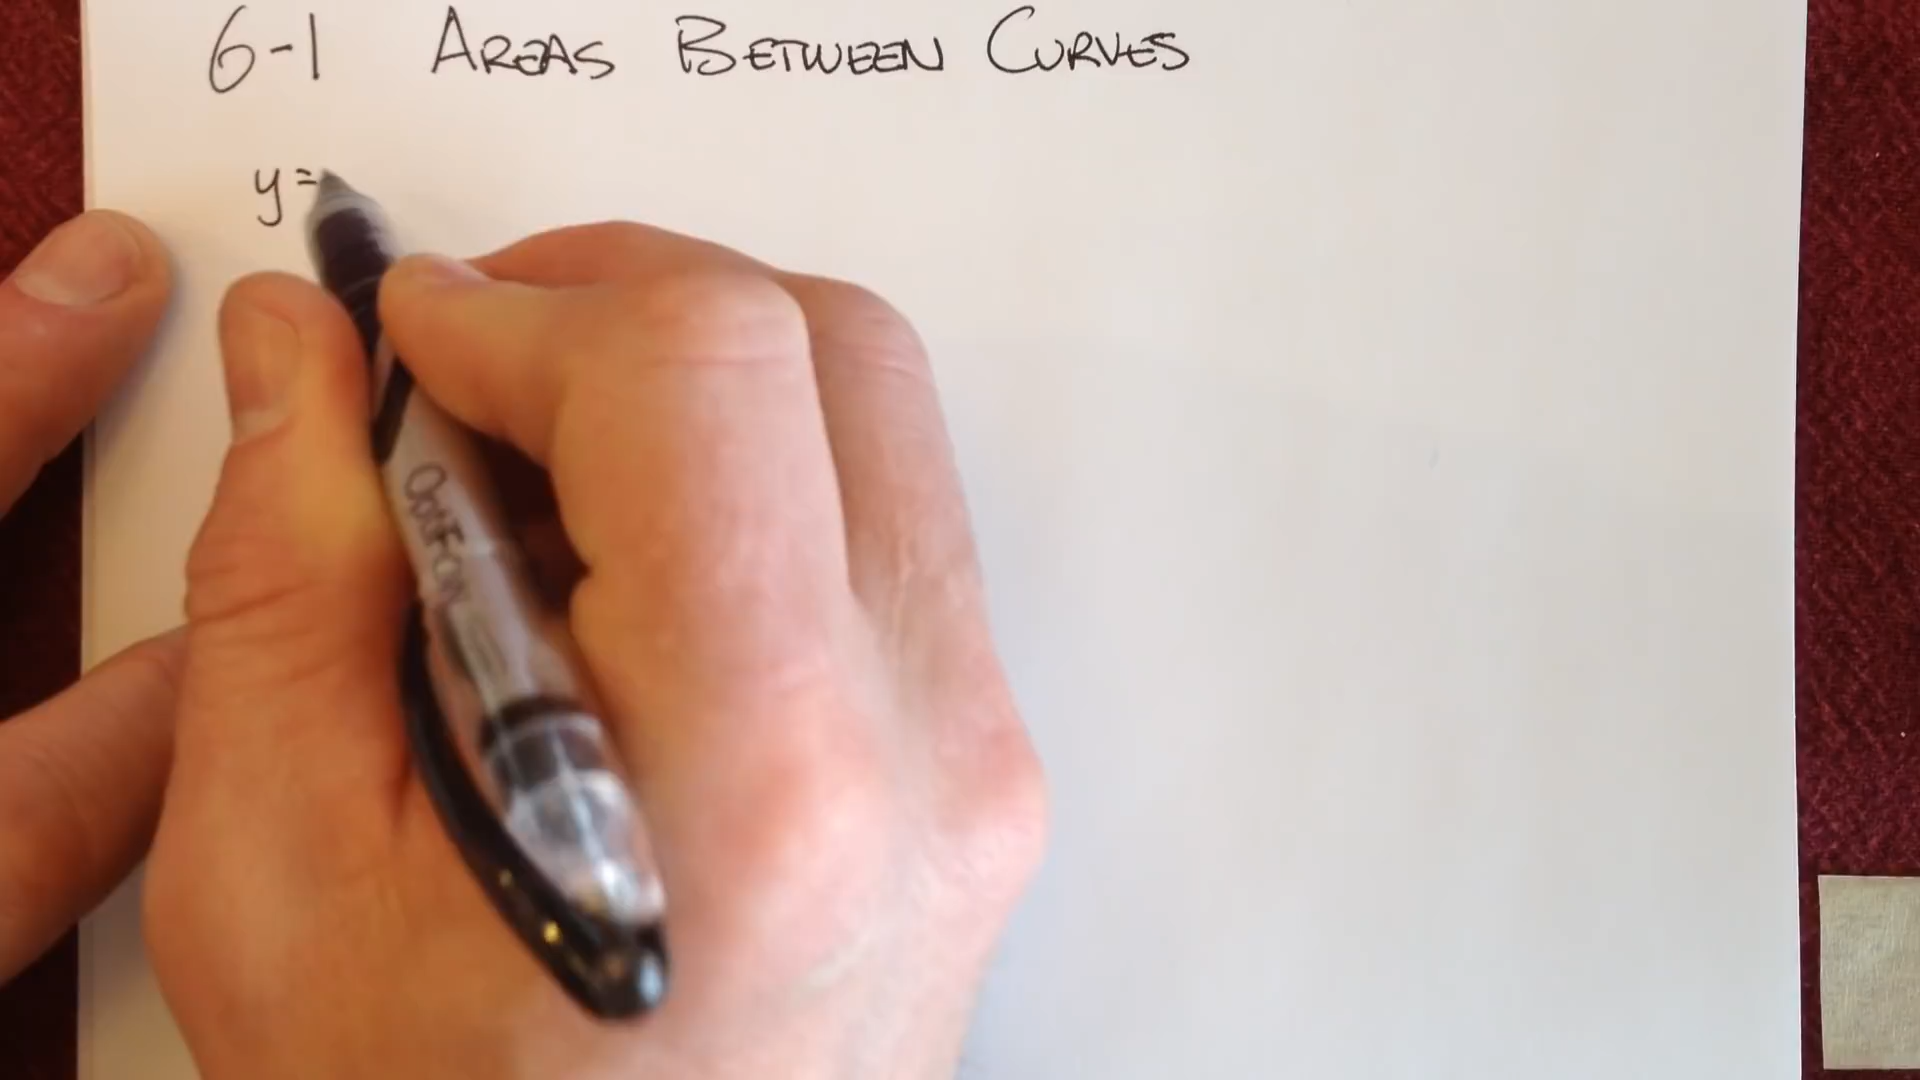 6-1 AREAS BETWEEN CURVES
y=